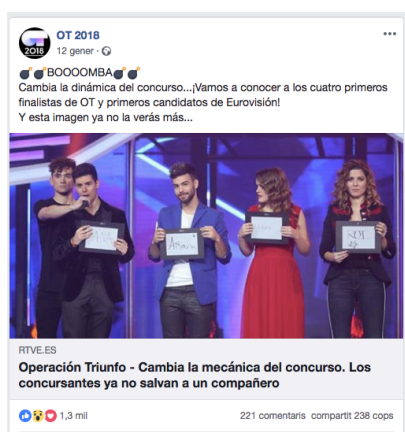 OT 2018
12 gener
OT
2018
BOOOOMBA
Cambia la dinámica del concurso...¡Vamos a conocer a los cuatro primeros
finalistas de OT y primeros candidatos de Eurovisión!
Y esta imagen ya no la verás más...
RTVE.ES
Operación Triunfo - Cambia la mecánica del concurso. Los
concursantes ya no salvan a un compañero
1,3 mil
221 comentaris compartit 238 cops